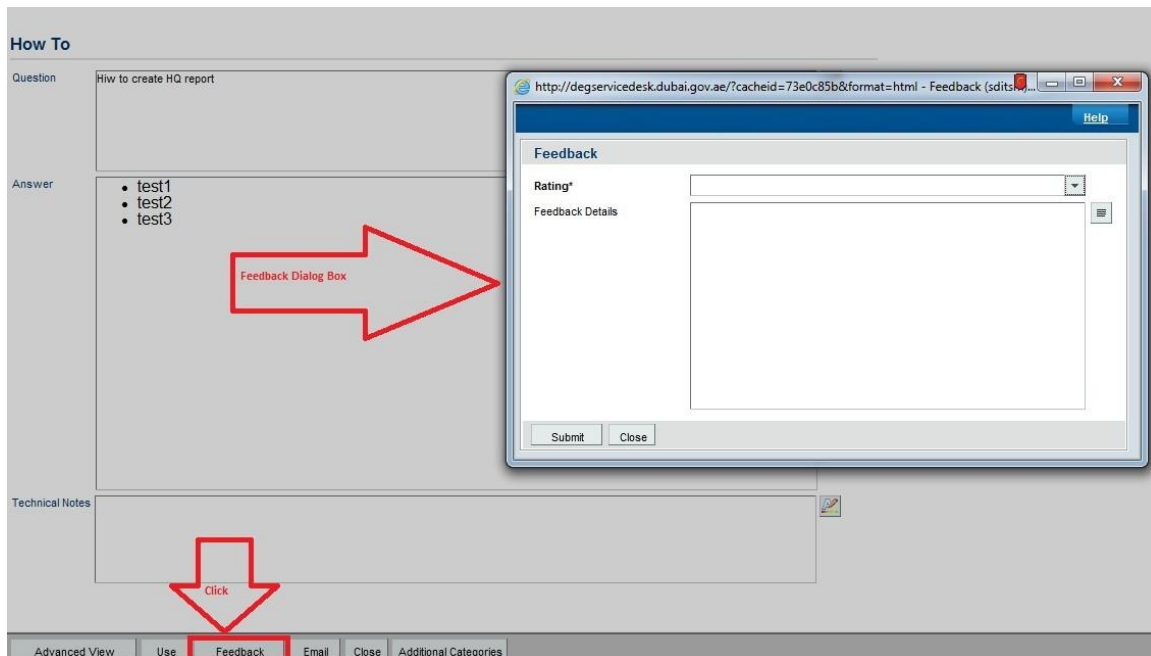 How To
Question
Hiw to create HQ report
Answer
test1
test2
test3
Feedback Dialog Box
http://degservicedesk.dubai.gov.ae/?cacheid=73e0c85b&format=html - Feedback (sditsm)...
Help
Feedback
Rating*
Feedback Details
Submit Close
Technical Notes
Click
Advanced View Use Feedback Email Close Additional Categories